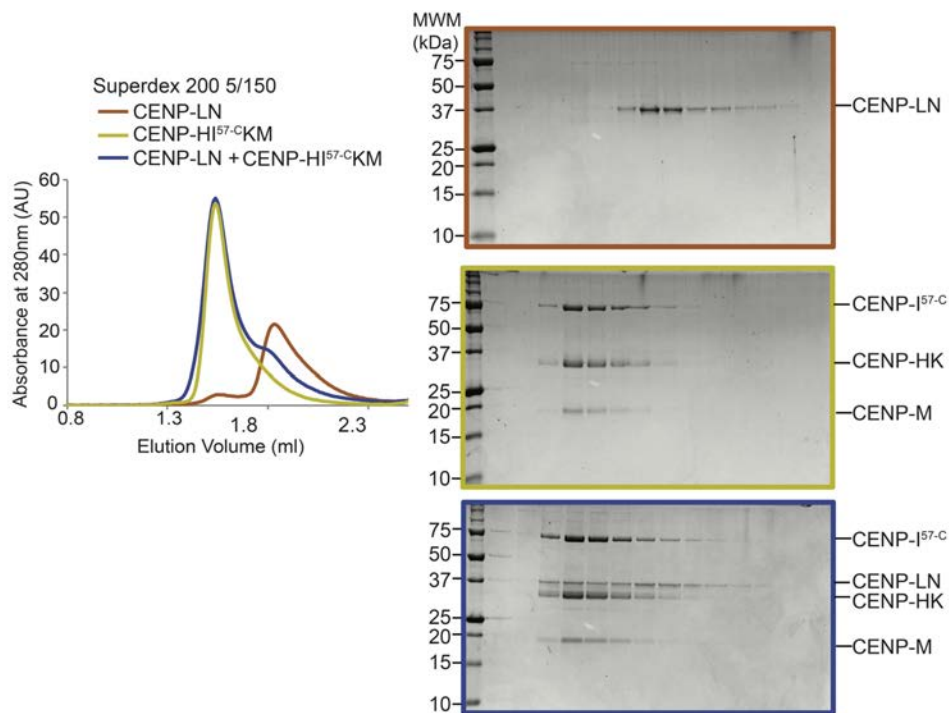 Superdex 200 5/150
CENP-LN
CENP-HI⁵⁷⁻ᶜKM
CENP-LN + CENP-HI⁵⁷⁻ᶜKM
Absorbance at 280nm (AU)
60
50
40
30
20
10
0
0.8 1.3 1.8 2.3
Elution Volume (ml)
MWM
(kDa)
75
50
37
25
20
15
10
CENP-LN
75
50
37
25
20
15
10
CENP-I⁵⁷⁻ᶜ
CENP-HK
CENP-M
75
50
37
25
20
15
10
CENP-I⁵⁷⁻ᶜ
CENP-LN
CENP-HK
CENP-M